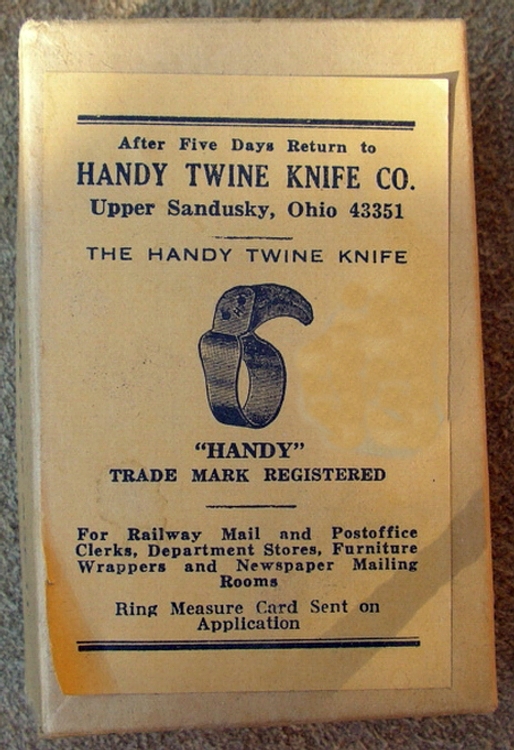 After Five Days Return to
HANDY TWINE KNIFE CO.
Upper Sandusky, Ohio 43351
THE HANDY TWINE KNIFE
"HANDY"
TRADE MARK REGISTERED
For Railway Mail and Postoffice
Clerks, Department Stores, Furniture
Wrappers and Newspaper Mailing
Rooms
Ring Measure Card Sent on
Application